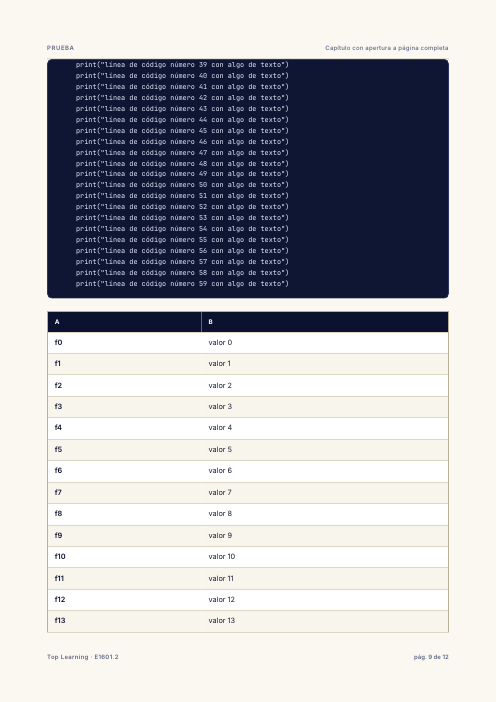 PRUEBA Capítulo con apertura a página completa
print("línea de código número 39 con algo de texto")
print("línea de código número 40 con algo de texto")
print("línea de código número 41 con algo de texto")
print("línea de código número 42 con algo de texto")
print("línea de código número 43 con algo de texto")
print("línea de código número 44 con algo de texto")
print("línea de código número 45 con algo de texto")
print("línea de código número 46 con algo de texto")
print("línea de código número 47 con algo de texto")
print("línea de código número 48 con algo de texto")
print("línea de código número 49 con algo de texto")
print("línea de código número 50 con algo de texto")
print("línea de código número 51 con algo de texto")
print("línea de código número 52 con algo de texto")
print("línea de código número 53 con algo de texto")
print("línea de código número 54 con algo de texto")
print("línea de código número 55 con algo de texto")
print("línea de código número 56 con algo de texto")
print("línea de código número 57 con algo de texto")
print("línea de código número 58 con algo de texto")
print("línea de código número 59 con algo de texto")
A B
f0 valor 0
f1 valor 1
f2 valor 2
f3 valor 3
f4 valor 4
f5 valor 5
f6 valor 6
f7 valor 7
f8 valor 8
f9 valor 9
f10 valor 10
f11 valor 11
f12 valor 12
f13 valor 13
Top Learning · E1601.2 pág. 9 de 12